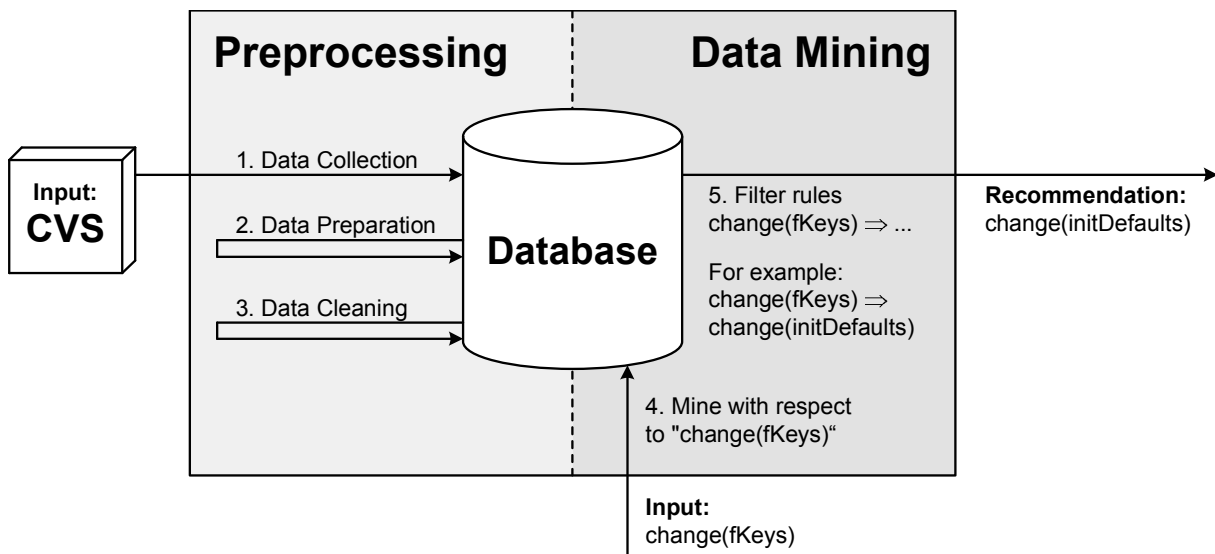 Preprocessing
Data Mining
Input:
CVS
1. Data Collection
2. Data Preparation
3. Data Cleaning
Database
5. Filter rules
change(fKeys) ⇒ ...
For example:
change(fKeys) ⇒
change(initDefaults)
Recommendation:
change(initDefaults)
4. Mine with respect
to "change(fKeys)“
Input:
change(fKeys)